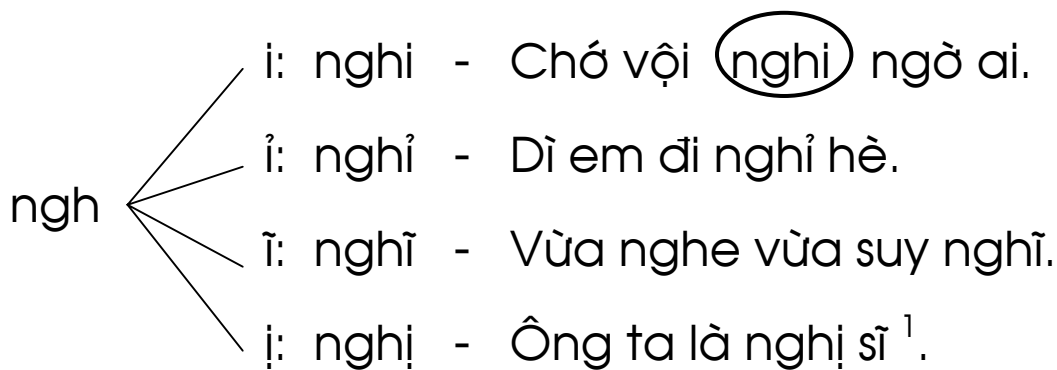 i: nghi - Chớ vội nghi ngờ ai.
ỉ: nghỉ - Dì em đi nghỉ hè.
ngh
ĩ: nghĩ - Vừa nghe vừa suy nghĩ.
ị: nghị - Ông ta là nghị sĩ ¹.